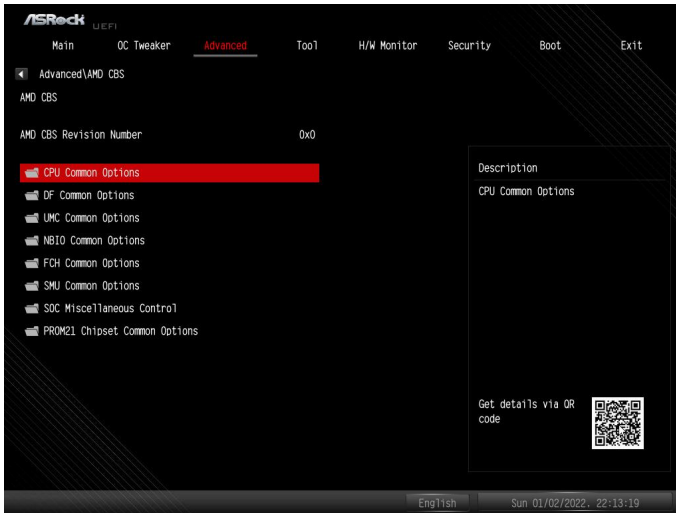 ASRock UEFI
Main OC Tweaker Advanced Tool H/W Monitor Security Boot Exit
Advanced\AMD CBS
AMD CBS
AMD CBS Revision Number 0x0
CPU Common Options
DF Common Options
UMC Common Options
NBIO Common Options
FCH Common Options
SMU Common Options
SOC Miscellaneous Control
PROM21 Chipset Common Options
Description
CPU Common Options
Get details via QR
code
English Sun 01/02/2022. 22:13:19